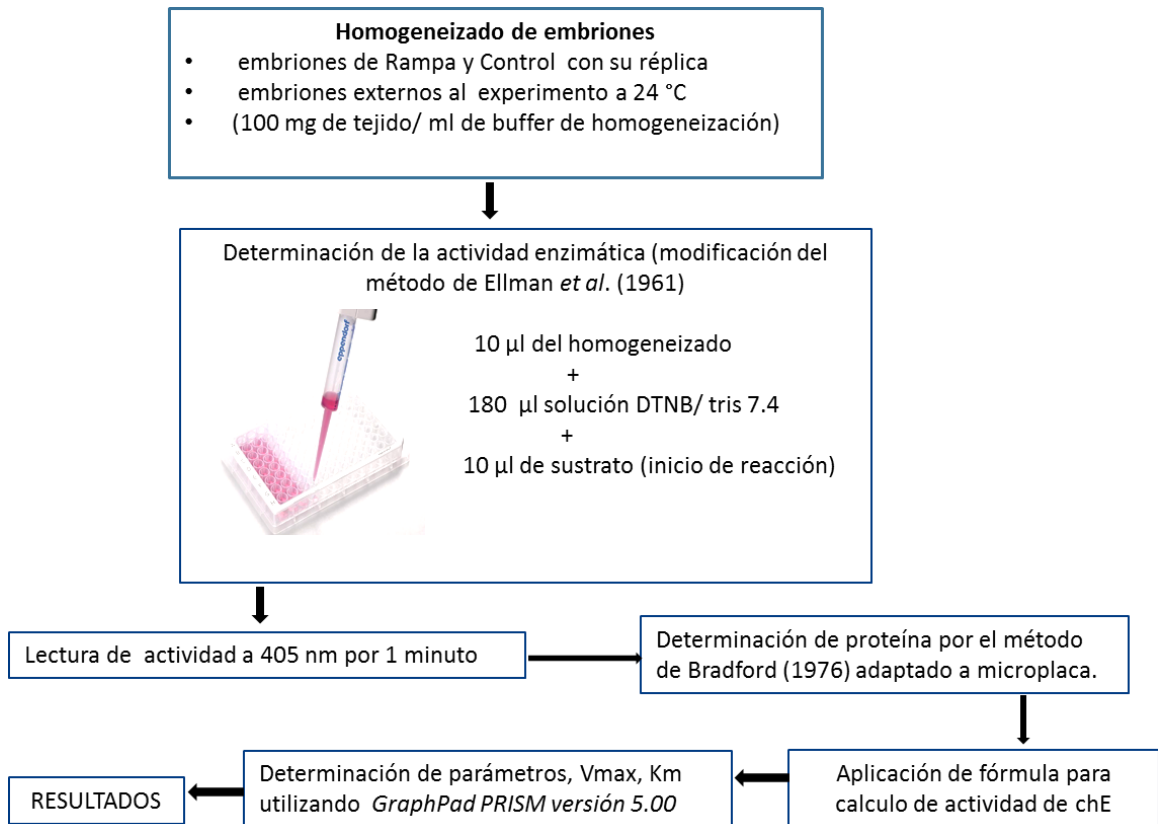 Homogeneizado de embriones
• embriones de Rampa y Control con su réplica
• embriones externos al experimento a 24 °C
• (100 mg de tejido/ ml de buffer de homogeneización)
Determinación de la actividad enzimática (modificación del
método de Ellman et al. (1961)
eppendorf
10 µl del homogeneizado
+
180 µl solución DTNB/ tris 7.4
+
10 µl de sustrato (inicio de reacción)
Lectura de actividad a 405 nm por 1 minuto
Determinación de proteína por el método
de Bradford (1976) adaptado a microplaca.
Aplicación de fórmula para
calculo de actividad de chE
Determinación de parámetros, Vmax, Km
utilizando GraphPad PRISM versión 5.00
RESULTADOS